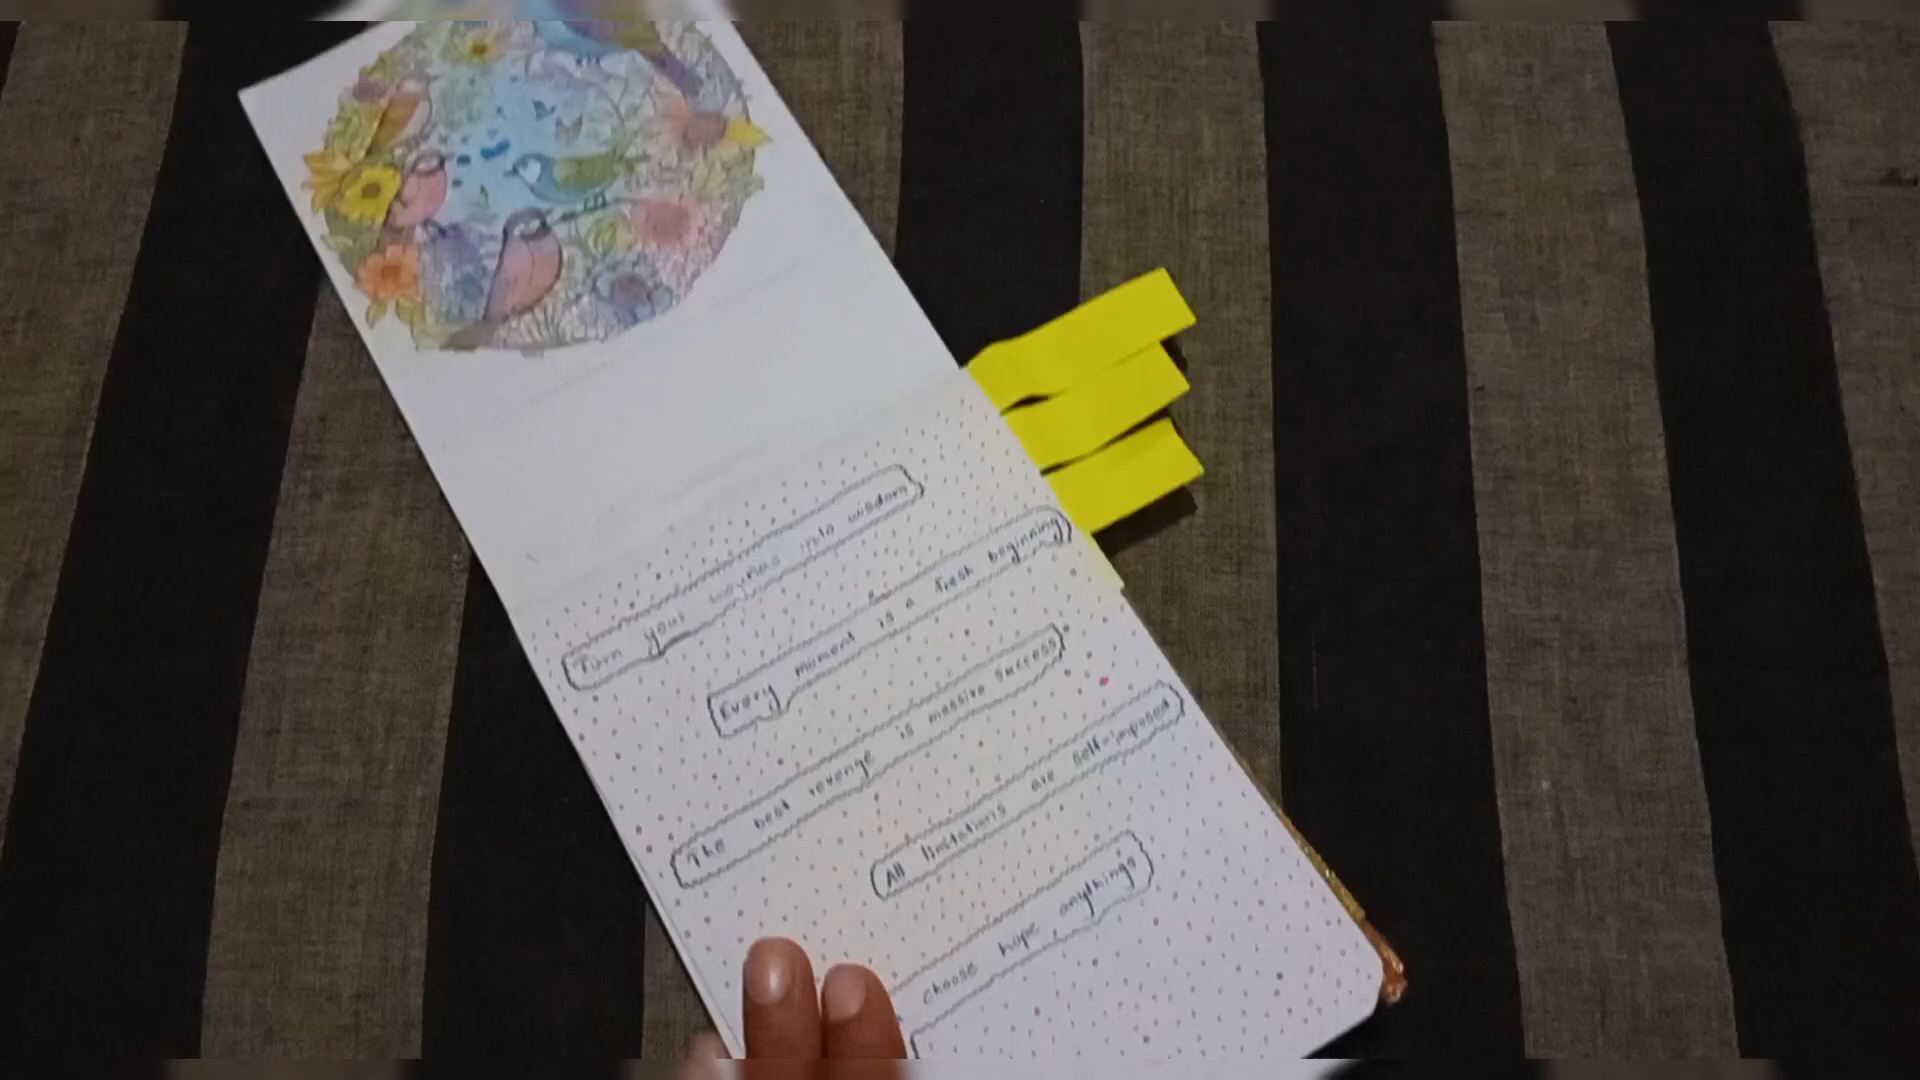 Turn your into wisdom
Every moment is a fresh beginning
The best revenge is massive success
All limitations are self-imposed
choose hope, anythings